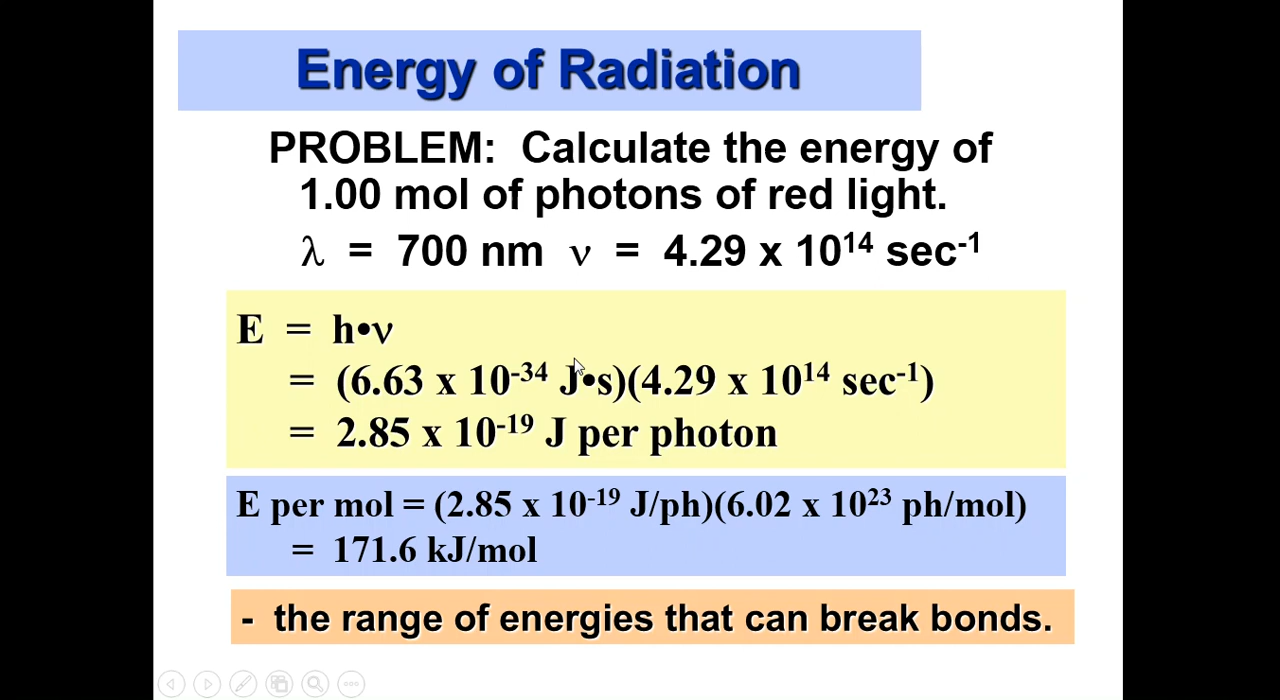 Energy of Radiation
PROBLEM: Calculate the energy of
1.00 mol of photons of red light.
λ = 700 nm ν = 4.29 x 10¹⁴ sec⁻¹
E = h•ν
= (6.63 x 10⁻³⁴ J•s)(4.29 x 10¹⁴ sec⁻¹)
= 2.85 x 10⁻¹⁹ J per photon
E per mol = (2.85 x 10⁻¹⁹ J/ph)(6.02 x 10²³ ph/mol)
= 171.6 kJ/mol
- the range of energies that can break bonds.